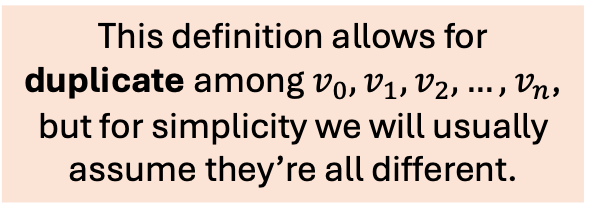 This definition allows for
duplicate among v₀, v₁, v₂, ..., vₙ,
but for simplicity we will usually
assume they're all different.